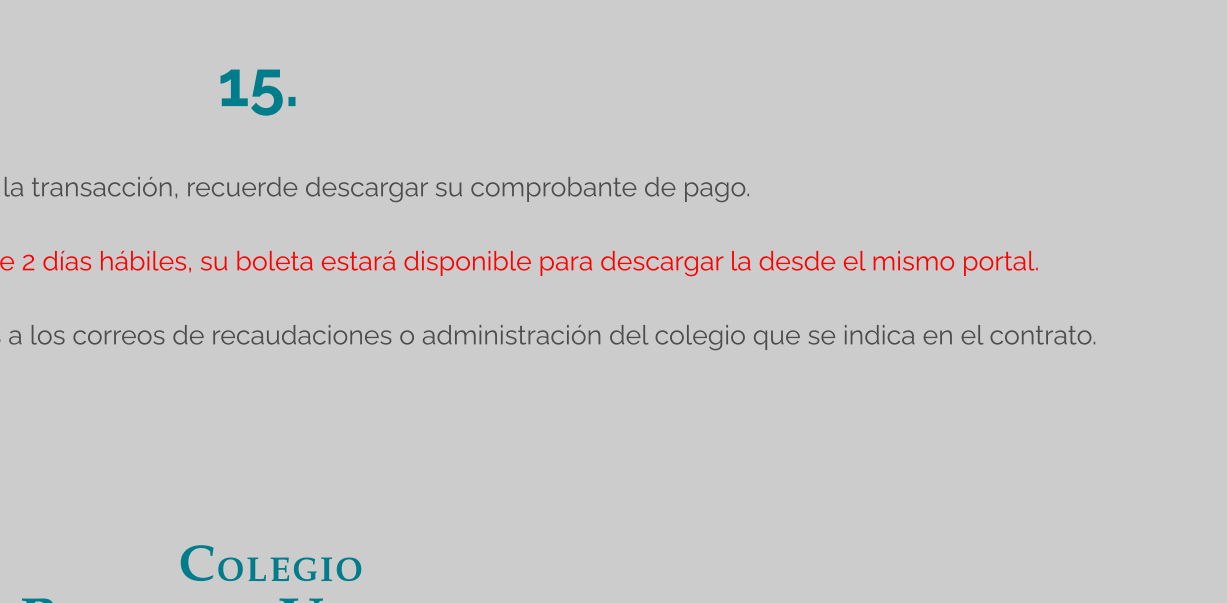 15.
la transacción, recuerde descargar su comprobante de pago.
2 días hábiles, su boleta estará disponible para descargar la desde el mismo portal.
a los correos de recaudaciones o administración del colegio que se indica en el contrato.
COLEGIO